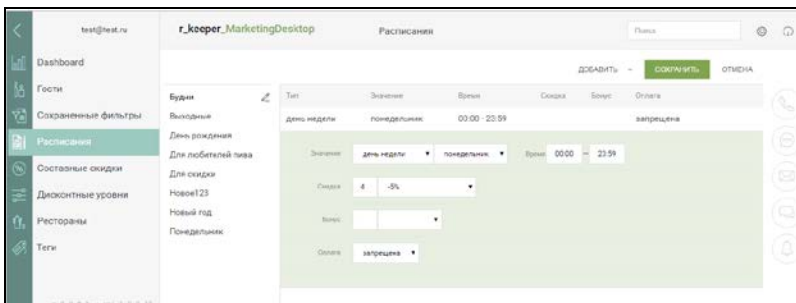 test@test.ru
r_keeper_MarketingDesktop
Расписания
Поиск
Dashboard
Гости
Сохраненные фильтры
Расписания
Составные скидки
Дисконтные уровни
Рестораны
Теги
ДОБАВИТЬ
СОХРАНИТЬ
ОТМЕНА
Будни
Выходные
День рождения
Для любителей пива
Для скидки
Новое123
Новый год
Понедельник
Тип Значение Время Скидка Бонус Оплата
день недели понедельник 00:00 - 23:59 запрещена
Значение день недели понедельник Время 00:00 — 23:59
Скидка -5%
Бонус
Оплата запрещена